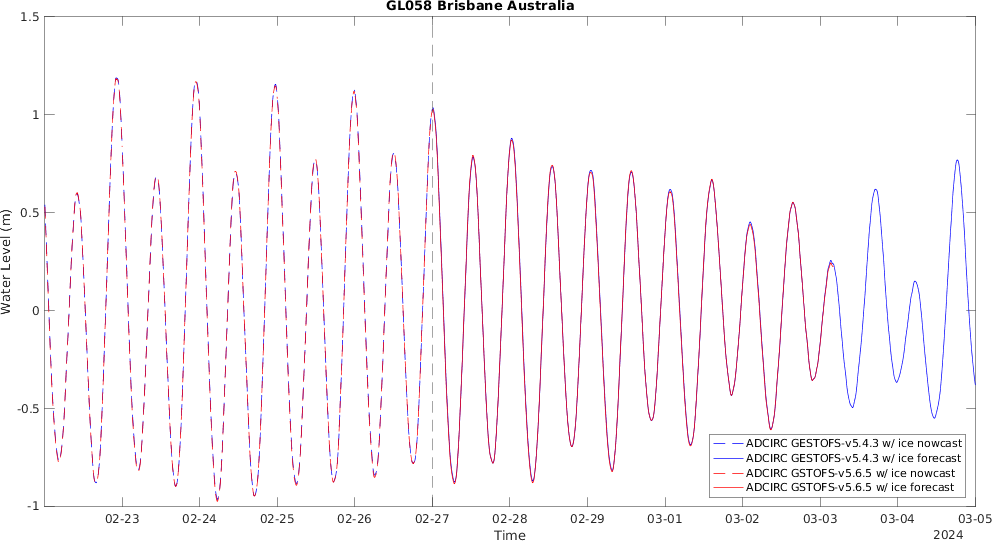 GL058 Brisbane Australia
1.5
1
0.5
0
-0.5
-1
Water Level (m)
02-23 02-24 02-25 02-26 02-27 02-28 02-29 03-01 03-02 03-03 03-04 03-05
Time
2024
ADCIRC GESTOFS-v5.4.3 w/ ice nowcast
ADCIRC GESTOFS-v5.4.3 w/ ice forecast
ADCIRC GSTOFS-v5.6.5 w/ ice nowcast
ADCIRC GSTOFS-v5.6.5 w/ ice forecast